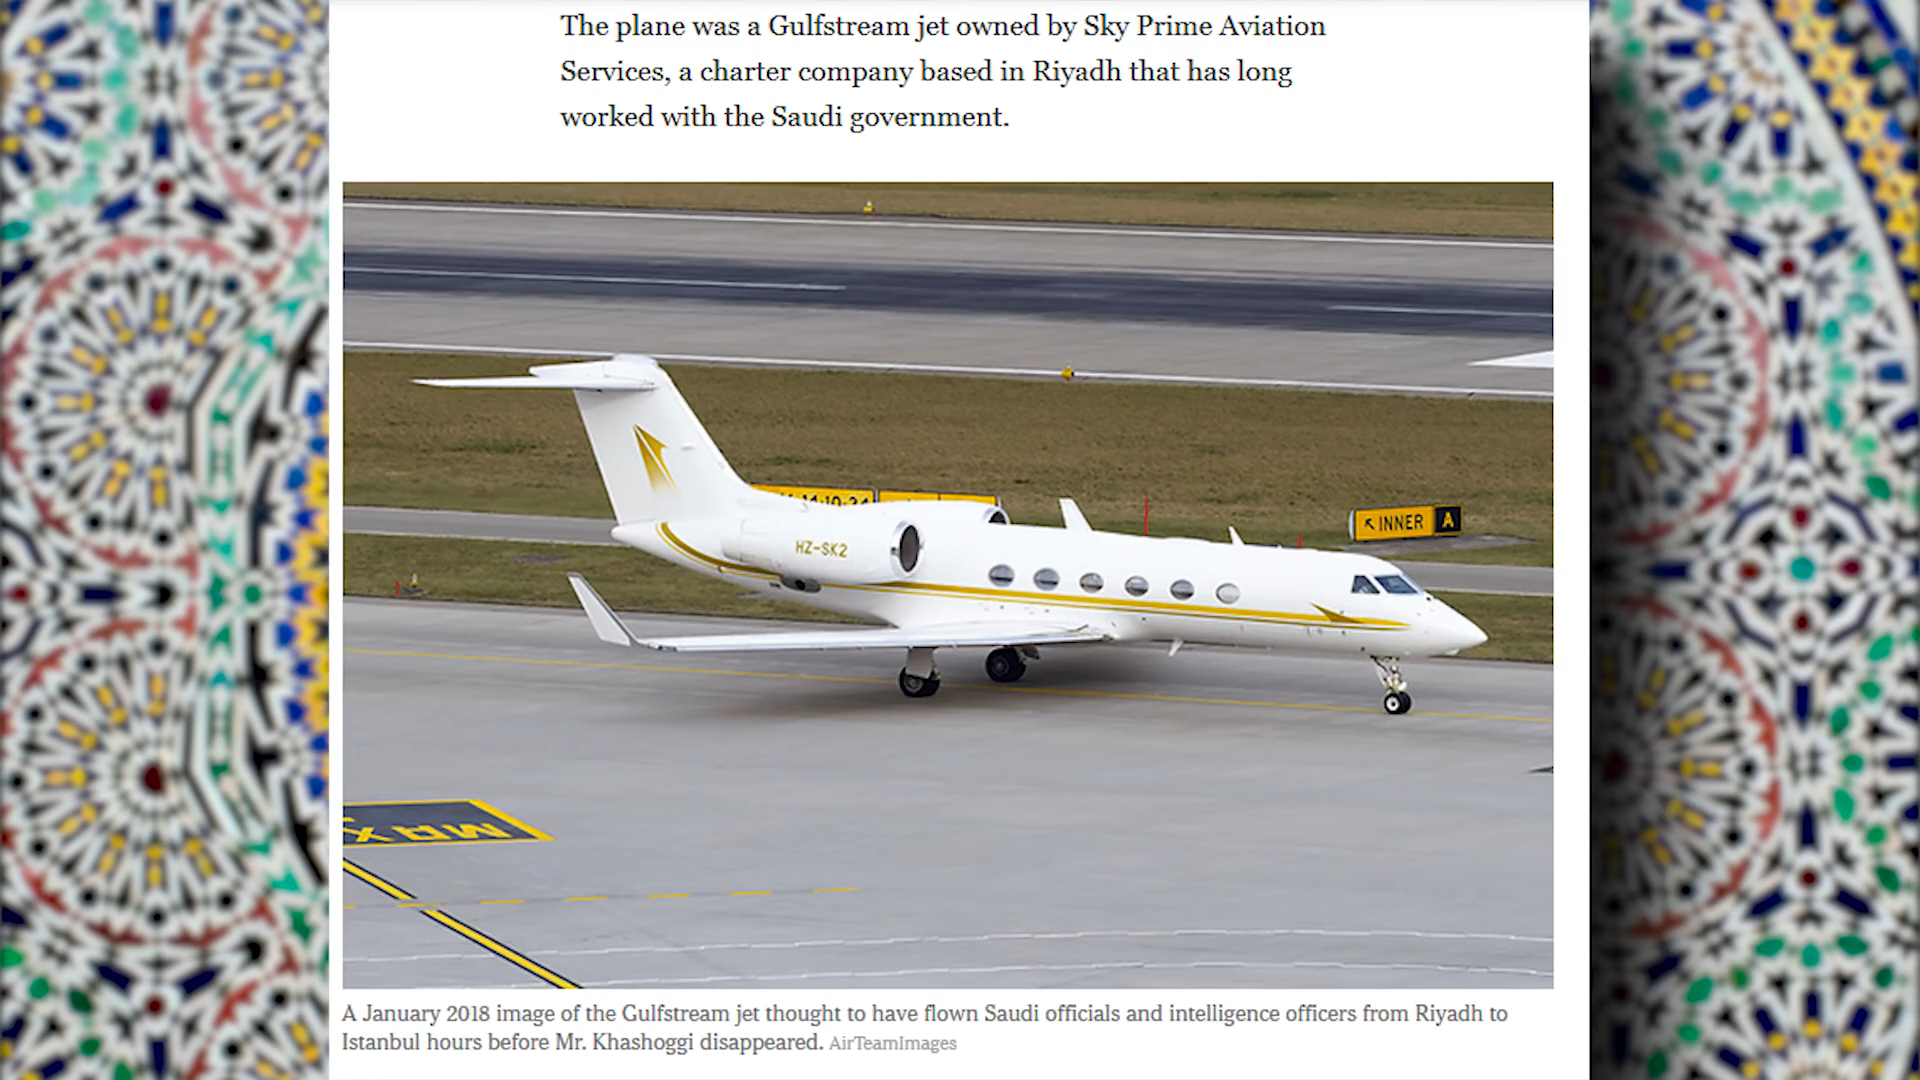 The plane was a Gulfstream jet owned by Sky Prime Aviation
Services, a charter company based in Riyadh that has long
worked with the Saudi government.
HZ-SK2
INNER A
A January 2018 image of the Gulfstream jet thought to have flown Saudi officials and intelligence officers from Riyadh to
Istanbul hours before Mr. Khashoggi disappeared. AirTeamImages